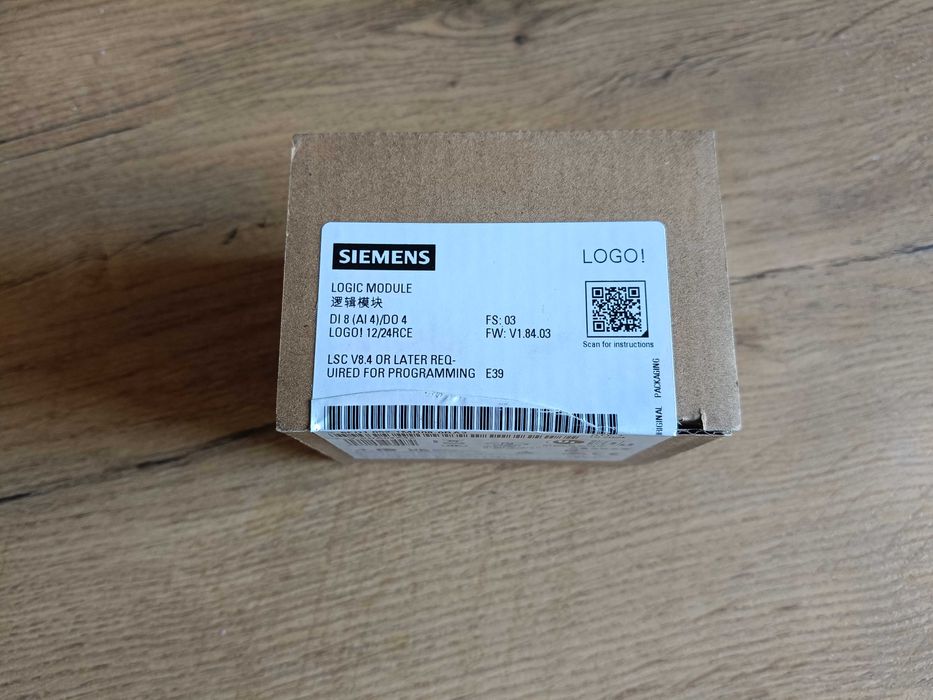 SIEMENS
LOGO!
LOGIC MODULE
逻辑模块
DI 8 (AI 4)/DO 4
LOGO! 12/24RCE
FS: 03
FW: V1.84.03
Scan for instructions
LSC V8.4 OR LATER REQ-
UIRED FOR PROGRAMMING E39
PACKAGING